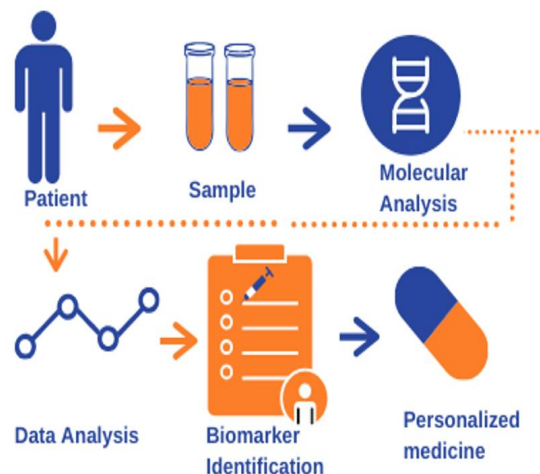 Patient
Sample
Molecular
Analysis
Data Analysis
Biomarker
Identification
Personalized
medicine